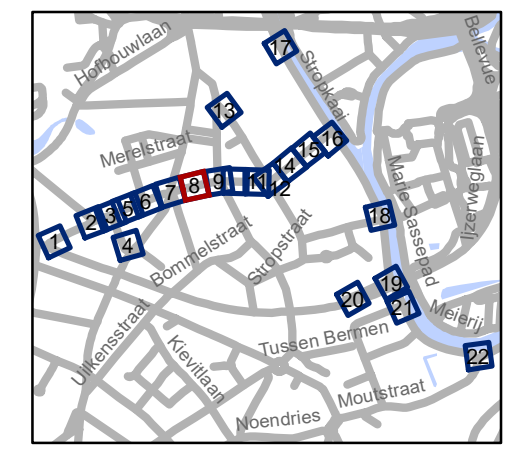 Hofbouwlaan
Bellevue
17
Stropkaai
13
Merelstraat
16
15
14
Ijzerweglaan
Marie Sassepad
1
2
3
5
6
7
8
9
11
12
4
Bommelstraat
Stropstraat
18
19
20
21
Meierij
Uilkensstraat
Kievitlaan
Tussen Bermen
22
Moutstraat
Noendries